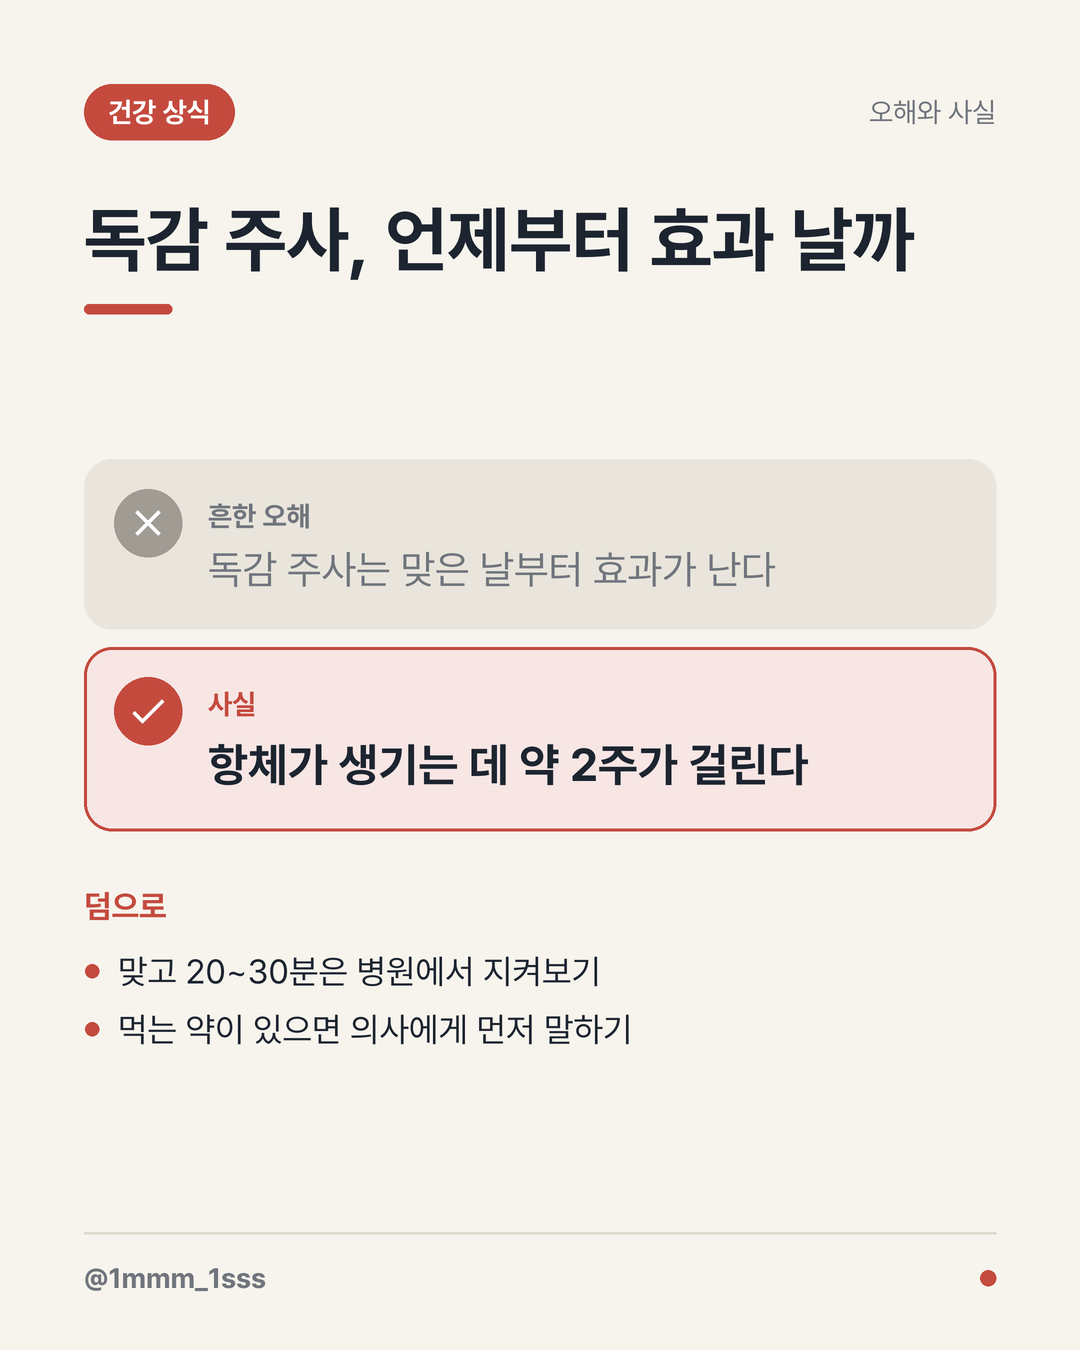 건강 상식
오해와 사실
독감 주사, 언제부터 효과 날까
흔한 오해
독감 주사는 맞은 날부터 효과가 난다
사실
항체가 생기는 데 약 2주가 걸린다
덤으로
맞고 20~30분은 병원에서 지켜보기
먹는 약이 있으면 의사에게 먼저 말하기
@1mmm_1sss